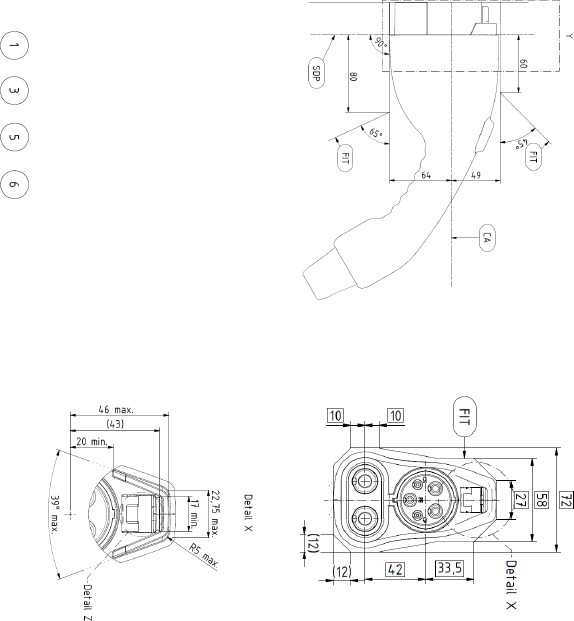 1
3
5
6
Y
90°
SDP
80
60
65°
FIT
45°
FIT
64
49
CA
46 max.
(43)
20 min.
39° max.
22,75 max.
17 min.
Detail X
R5 max.
Detail Z
10
10
FIT
27
58
72
(12)
(12)
42
33,5
Detail X